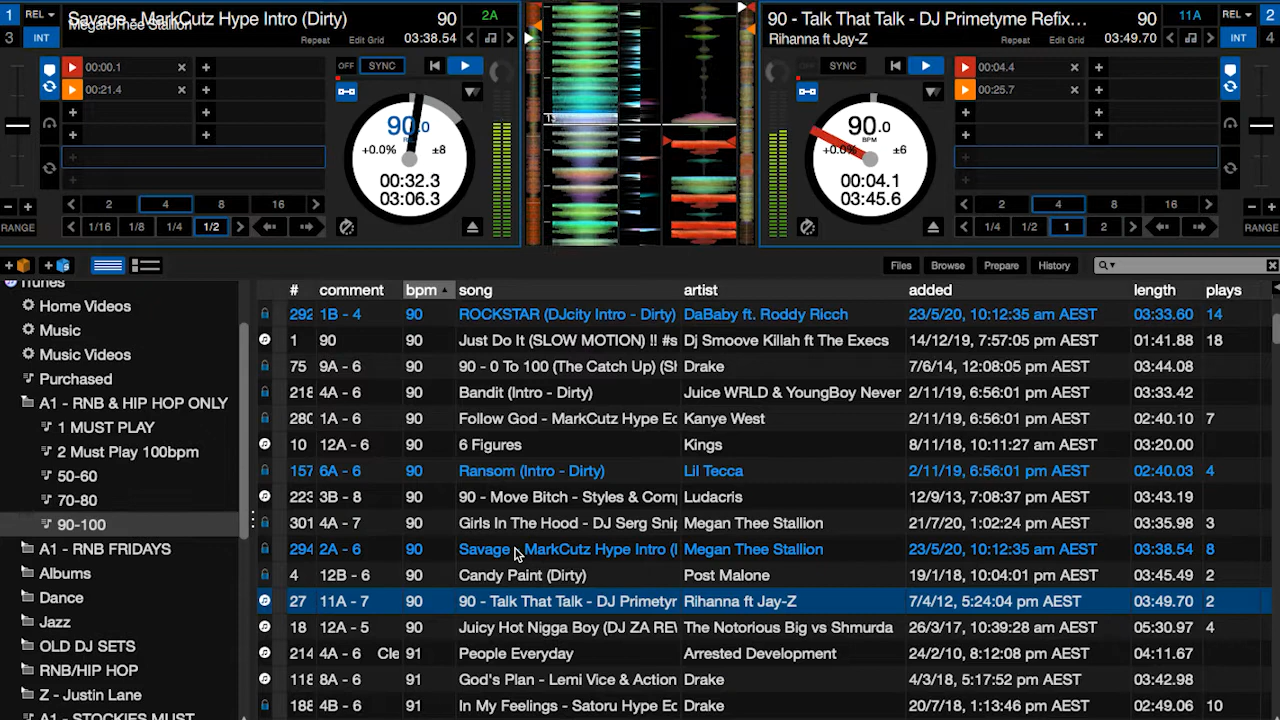 1 REL Savage - MarkCutz Hype Intro (Dirty) 90 2A
Megan Thee Stallion
3 INT Repeat Edit Grid 03:38.54
00:00.1
00:21.4
OFF SYNC
90.0
BPM
+0.0% ±8
00:32.3
03:06.3
2 4 8 16
1/16 1/8 1/4 1/2
RANGE
90 - Talk That Talk - DJ Primetyme Refix... 90 11A REL 2
Rihanna ft Jay-Z 03:49.70 INT 4
Repeat Edit Grid
SYNC
00:04.4
00:25.7
90.0
BPM
+0.0% ±6
00:04.1
03:45.6
2 4 8 16
1/4 1/2 1 2
RANGE
Files Browse Prepare History
iTunes
Home Videos
Music
Music Videos
Purchased
A1 - RNB & HIP HOP ONLY
1 MUST PLAY
2 Must Play 100bpm
50-60
70-80
90-100
A1 - RNB FRIDAYS
Albums
Dance
Jazz
OLD DJ SETS
RNB/HIP HOP
Z - Justin Lane
A1 - STOCKIES MUST
# comment bpm song artist added length plays
292 1B - 4 90 ROCKSTAR (DJcity Intro - Dirty) DaBaby ft. Roddy Ricch 23/5/20, 10:12:35 am AEST 03:33.60 14
1 90 90 Just Do It (SLOW MOTION) !! #s Dj Smoove Killah ft The Execs 14/12/19, 7:57:05 pm AEST 01:41.88 18
75 9A - 6 90 90 - 0 To 100 (The Catch Up) (Sh Drake 7/6/14, 12:08:05 pm AEST 03:44.08
218 4A - 6 90 Bandit (Intro - Dirty) Juice WRLD & YoungBoy Never 2/11/19, 6:56:01 pm AEST 03:33.42
280 1A - 6 90 Follow God - MarkCutz Hype Ec Kanye West 2/11/19, 6:56:01 pm AEST 02:40.10 7
10 12A - 6 90 6 Figures Kings 8/11/18, 10:11:27 am AEST 03:20.00
157 6A - 6 90 Ransom (Intro - Dirty) Lil Tecca 2/11/19, 6:56:01 pm AEST 02:40.03 4
223 3B - 8 90 90 - Move Bitch - Styles & Comp Ludacris 12/9/13, 7:08:37 pm AEST 03:43.19
301 4A - 7 90 Girls In The Hood - DJ Serg Snip Megan Thee Stallion 21/7/20, 1:02:24 pm AEST 03:35.98 3
294 2A - 6 90 Savage - MarkCutz Hype Intro (I Megan Thee Stallion 23/5/20, 10:12:35 am AEST 03:38.54 8
4 12B - 6 90 Candy Paint (Dirty) Post Malone 19/1/18, 10:04:01 pm AEST 03:45.49 2
27 11A - 7 90 90 - Talk That Talk - DJ Primetyr Rihanna ft Jay-Z 7/4/12, 5:24:04 pm AEST 03:49.70 2
18 12A - 5 90 Juicy Hot Nigga Boy (DJ ZA REV The Notorious Big vs Shmurda 26/3/17, 10:39:28 am AEST 05:30.97 4
214 4A - 6 Cle 91 People Everyday Arrested Development 24/2/10, 8:12:08 pm AEST 04:11.67
118 8A - 6 91 God's Plan - Lemi Vice & Action Drake 4/3/18, 5:17:52 pm AEST 03:42.98
188 4B - 6 91 In My Feelings - Satoru Hype Ec Drake 20/7/18, 1:13:46 pm AEST 02:49.06 10